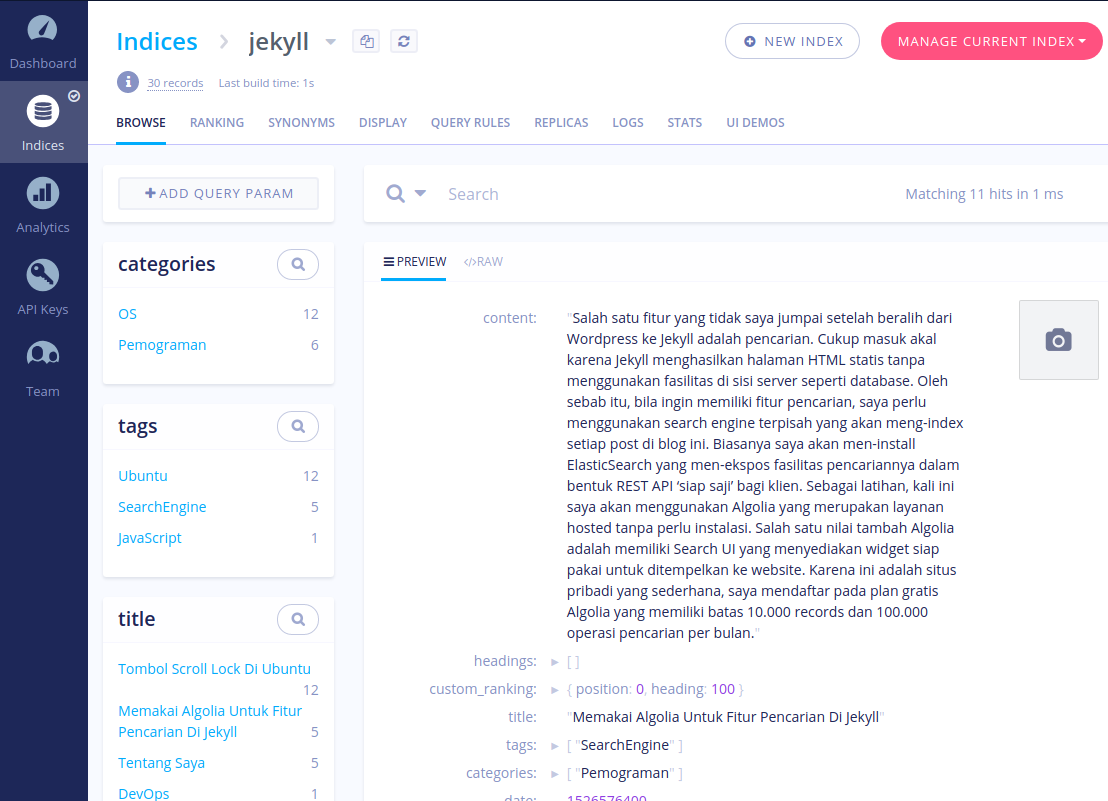 Dashboard
Indices
Analytics
API Keys
Team
Indices
jekyll
NEW INDEX
MANAGE CURRENT INDEX
30 records
Last build time: 1s
BROWSE
RANKING
SYNONYMS
DISPLAY
QUERY RULES
REPLICAS
LOGS
STATS
UI DEMOS
ADD QUERY PARAM
categories
OS 12
Pemograman 6
tags
Ubuntu 12
SearchEngine 5
JavaScript 1
title
Tombol Scroll Lock Di Ubuntu
12
Memakai Algolia Untuk Fitur
Pencarian Di Jekyll 5
Tentang Saya 5
DevOps 1
Search
Matching 11 hits in 1 ms
PREVIEW
</>RAW
content: "Salah satu fitur yang tidak saya jumpai setelah beralih dari
Wordpress ke Jekyll adalah pencarian. Cukup masuk akal
karena Jekyll menghasilkan halaman HTML statis tanpa
menggunakan fasilitas di sisi server seperti database. Oleh
sebab itu, bila ingin memiliki fitur pencarian, saya perlu
menggunakan search engine terpisah yang akan meng-index
setiap post di blog ini. Biasanya saya akan men-install
ElasticSearch yang men-ekspos fasilitas pencariannya dalam
bentuk REST API ‘siap saji’ bagi klien. Sebagai latihan, kali ini
saya akan menggunakan Algolia yang merupakan layanan
hosted tanpa perlu instalasi. Salah satu nilai tambah Algolia
adalah memiliki Search UI yang menyediakan widget siap
pakai untuk ditempelkan ke website. Karena ini adalah situs
pribadi yang sederhana, saya mendaftar pada plan gratis
Algolia yang memiliki batas 10.000 records dan 100.000
operasi pencarian per bulan."
headings: [ ]
custom_ranking: { position: 0, heading: 100 }
title: "Memakai Algolia Untuk Fitur Pencarian Di Jekyll"
tags: [ "SearchEngine" ]
categories: [ "Pemograman" ]
date: 1526576400